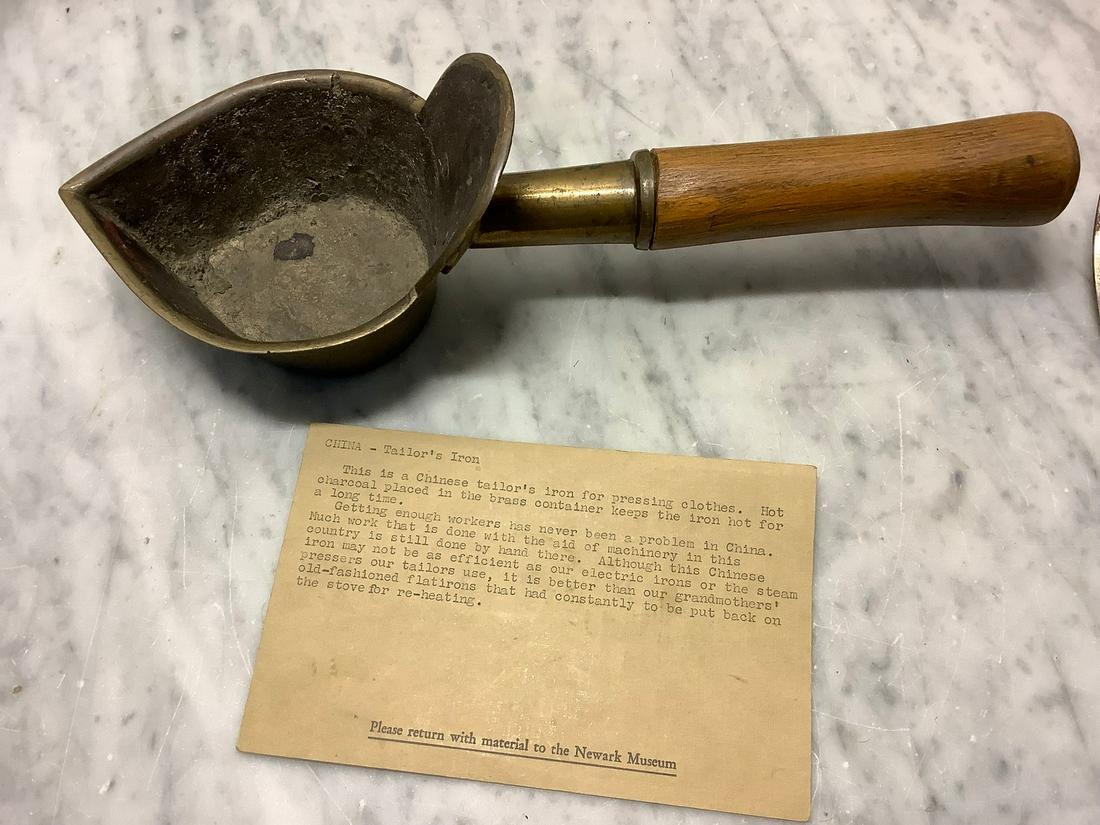 CHINA - Tailor's Iron
This is a Chinese tailor's iron for pressing clothes. Hot
charcoal placed in the brass container keeps the iron hot for
a long time.
Getting enough workers has never been a problem in China.
Much work that is done with the aid of machinery in this
country is still done by hand there. Although this Chinese
iron may not be as efficient as our electric irons or the steam
pressers our tailors use, it is better than our grandmothers'
old-fashioned flatirons that had constantly to be put back on
the stove for re-heating.
Please return with material to the Newark Museum